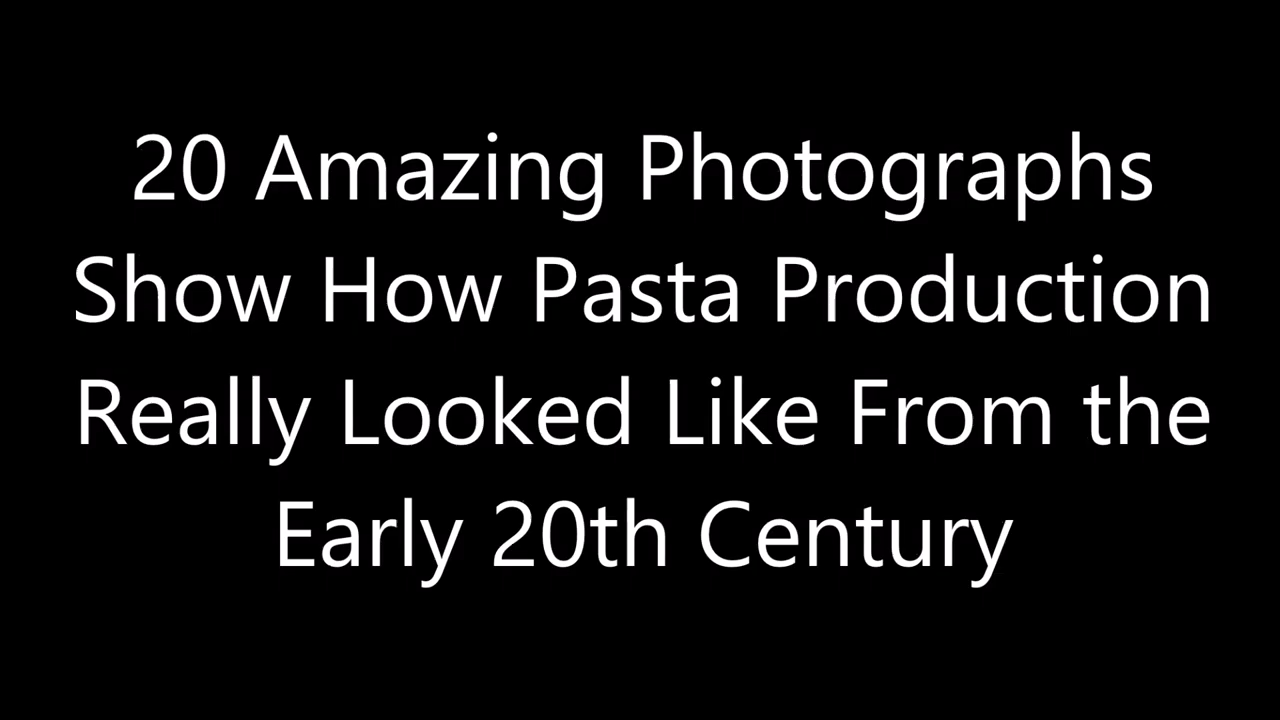 20 Amazing Photographs
Show How Pasta Production
Really Looked Like From the
Early 20th Century